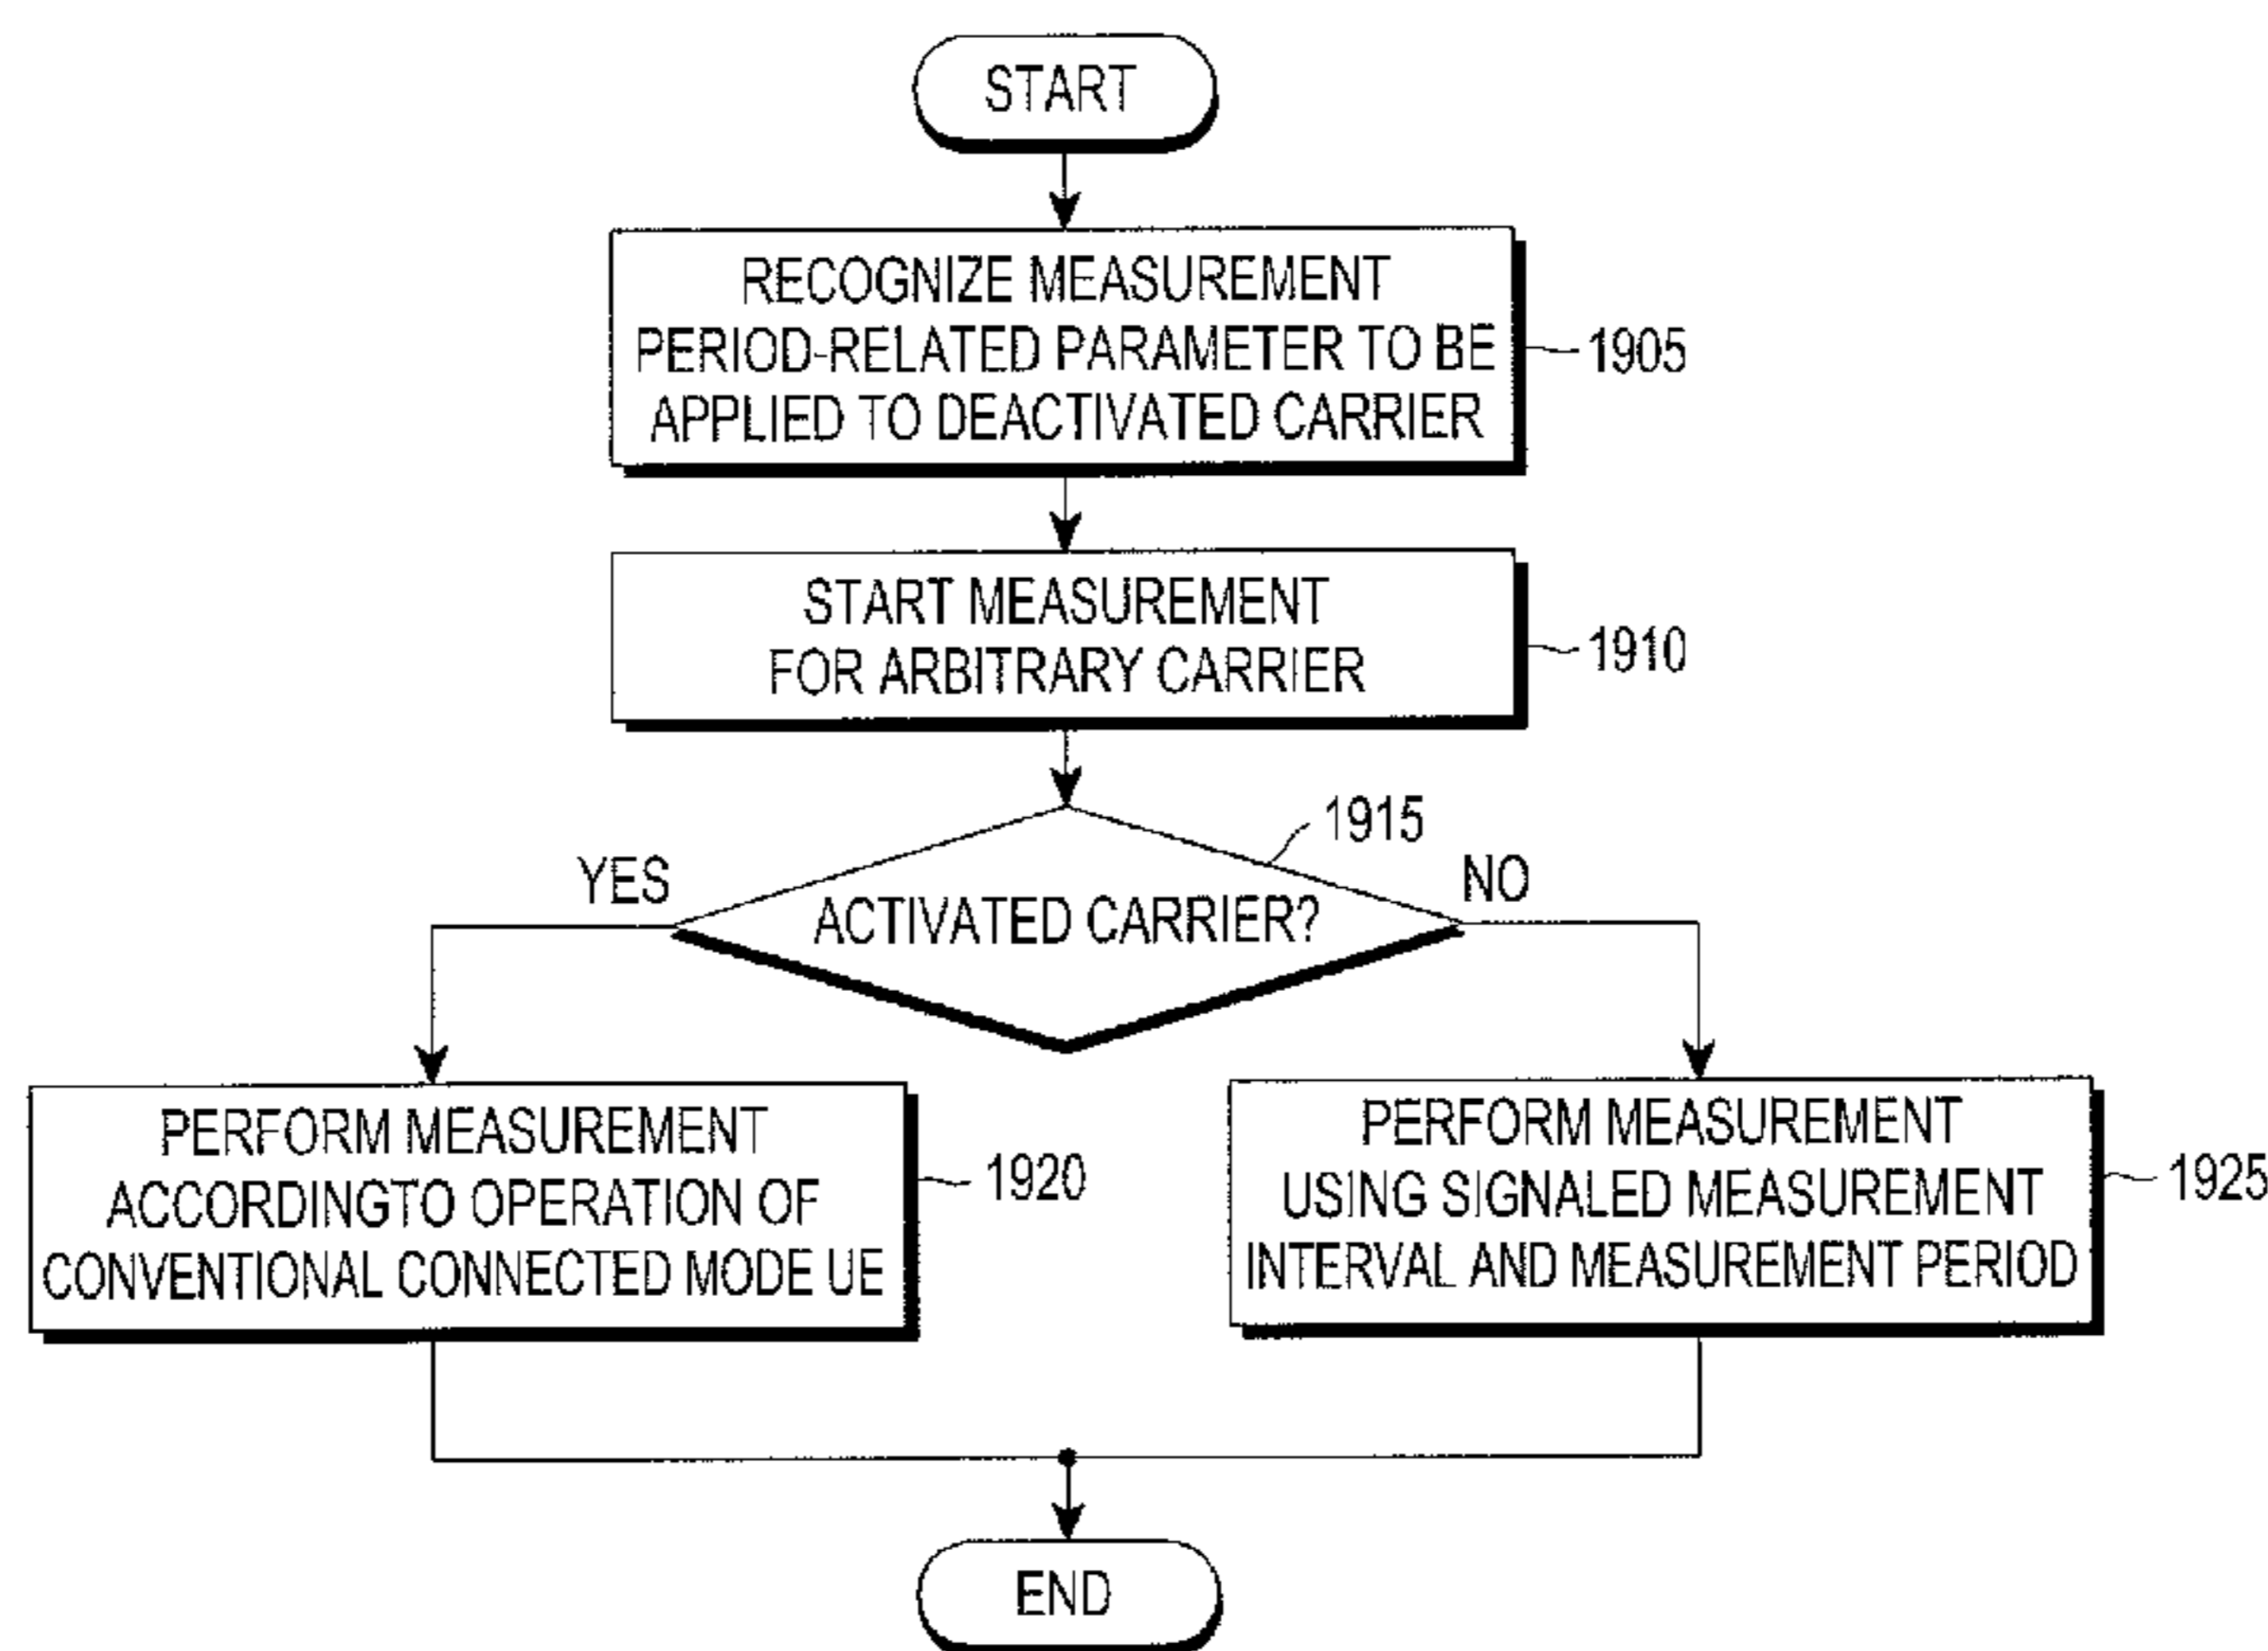 START
RECOGNIZE MEASUREMENT
PERIOD-RELATED PARAMETER TO BE
APPLIED TO DEACTIVATED CARRIER
1905
START MEASUREMENT
FOR ARBITRARY CARRIER
1910
1915
YES
NO
ACTIVATED CARRIER?
PERFORM MEASUREMENT
ACCORDINGTO OPERATION OF
CONVENTIONAL CONNECTED MODE UE
1920
PERFORM MEASUREMENT
USING SIGNALED MEASUREMENT
INTERVAL AND MEASUREMENT PERIOD
1925
END